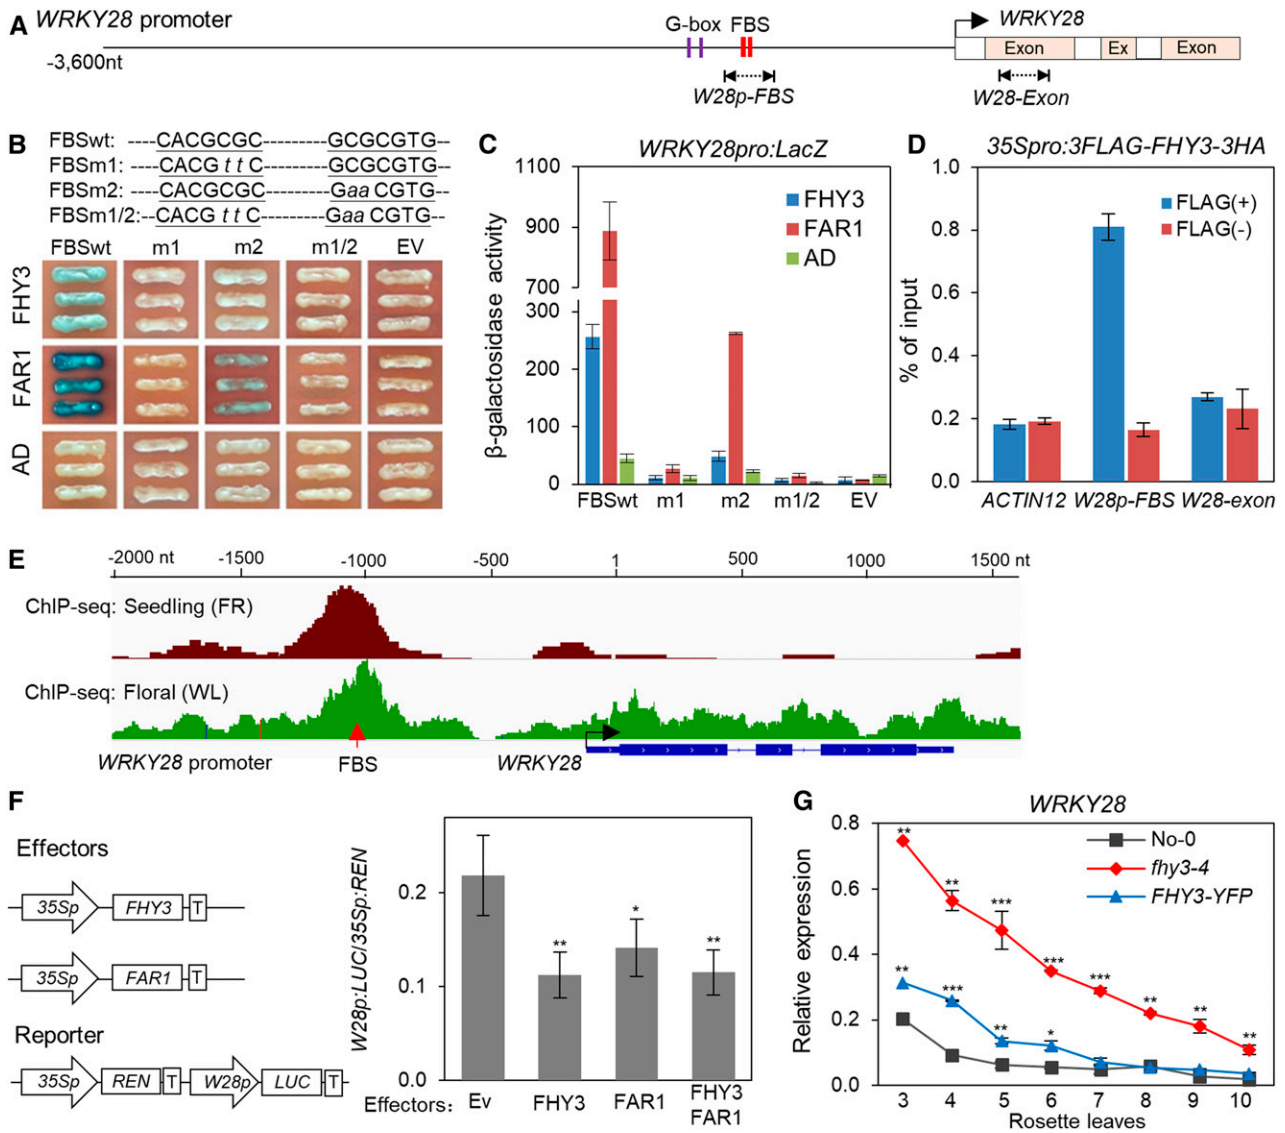 A WRKY28 promoter
-3,600nt
G-box FBS
W28p-FBS
WRKY28
Exon Ex Exon
W28-Exon
B
FBSwt: ----CACGCGC----------GCGCGTG--
FBSm1: ----CACG t t C----------GCGCGTG--
FBSm2: ----CACGCGC----------Gaa CGTG--
FBSm1/2:--CACG t t C----------Gaa CGTG--
FBSwt m1 m2 m1/2 EV
FHY3
FAR1
AD
C WRKY28pro:LacZ
β-galactosidase activity
1100
900
700
300
200
100
0
FHY3
FAR1
AD
FBSwt m1 m2 m1/2 EV
D 35Spro:3FLAG-FHY3-3HA
% of input
1.0
0.8
0.6
0.4
0.2
0.0
FLAG(+)
FLAG(-)
ACTIN12 W28p-FBS W28-exon
E
-2000 nt -1500 -1000 -500 1 500 1000 1500 nt
ChIP-seq: Seedling (FR)
ChIP-seq: Floral (WL)
WRKY28 promoter FBS WRKY28
F
Effectors
35Sp FHY3 T
35Sp FAR1 T
Reporter
35Sp REN T W28p LUC T
W28p:LUC/35Sp:REN
0.2
0.1
0.0
** * **
Effectors: Ev FHY3 FAR1 FHY3
FAR1
G WRKY28
Relative expression
0.8
0.6
0.4
0.2
0.0
No-0
fhy3-4
FHY3-YFP
** ** *** *** *** ** ** **
** *** ** *
3 4 5 6 7 8 9 10
Rosette leaves